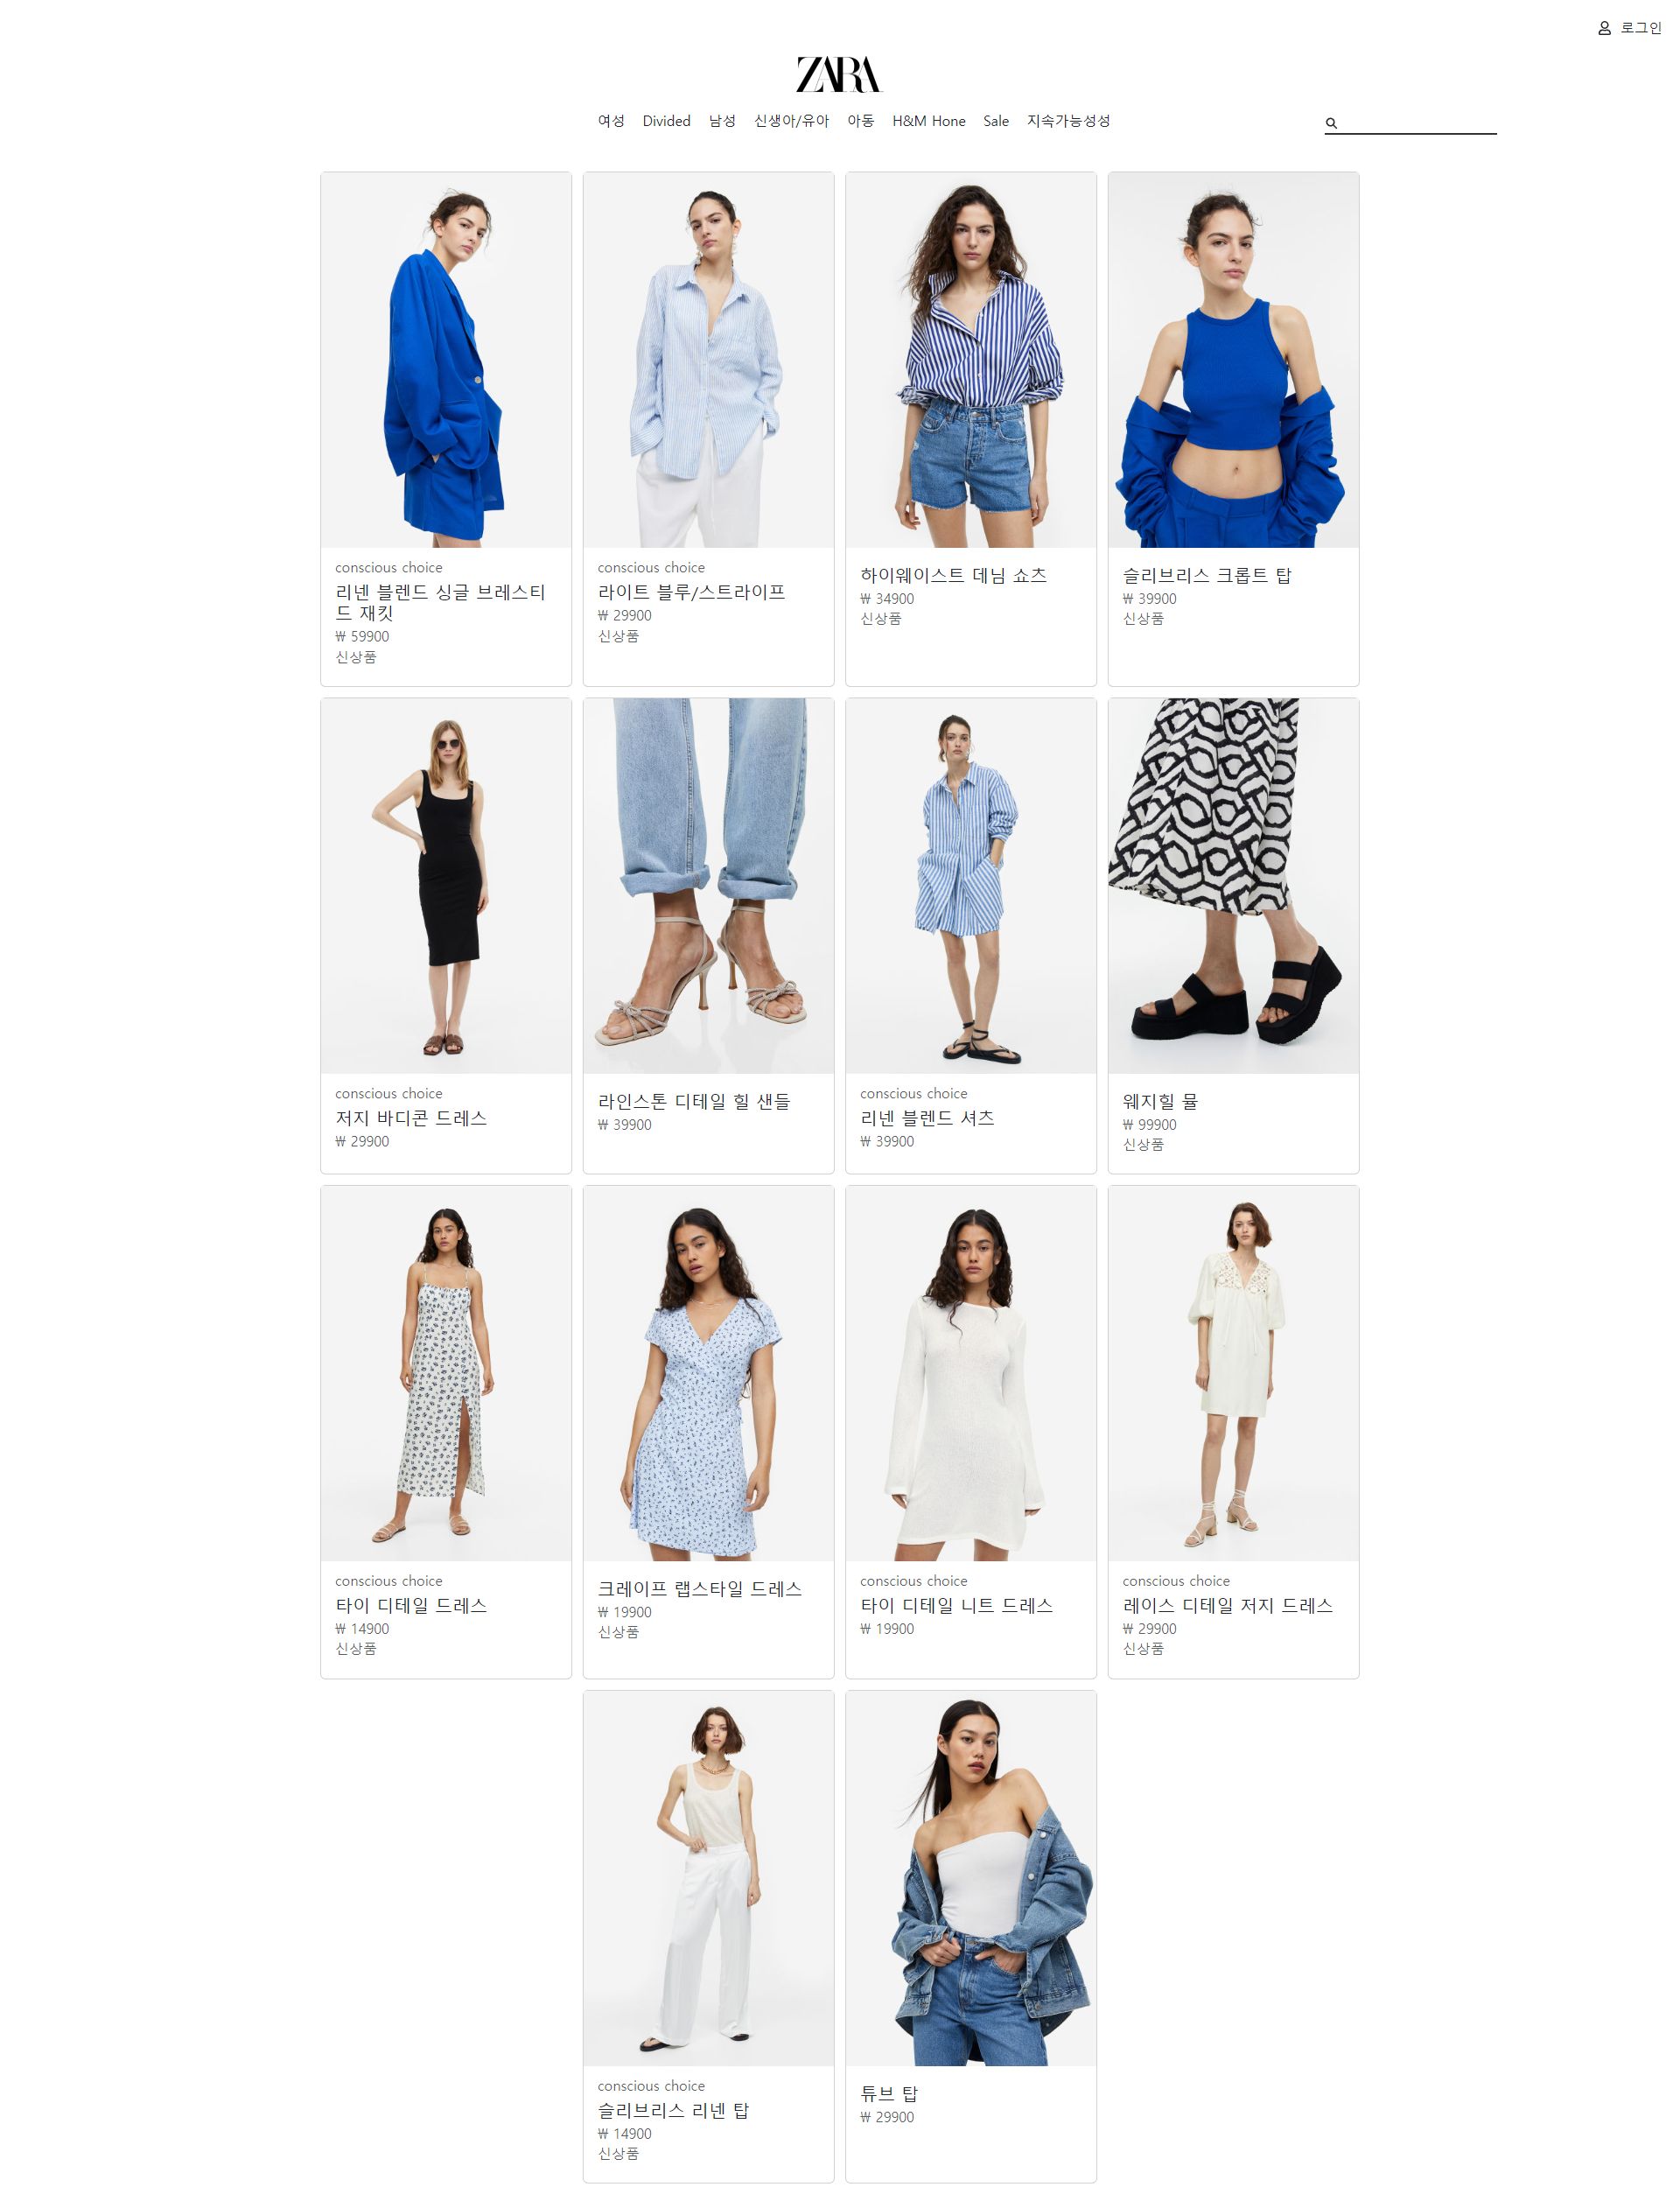 로그인
ZARA
여성 Divided 남성 신생아/유아 아동 H&M Hone Sale 지속가능성성
conscious choice
리넨 블렌드 싱글 브레스티
드 재킷
₩ 59900
신상품
conscious choice
라이트 블루/스트라이프
₩ 29900
신상품
하이웨이스트 데님 쇼츠
₩ 34900
신상품
슬리브리스 크롭트 탑
₩ 39900
신상품
conscious choice
저지 바디콘 드레스
₩ 29900
라인스톤 디테일 힐 샌들
₩ 39900
conscious choice
리넨 블렌드 셔츠
₩ 39900
웨지힐 뮬
₩ 99900
신상품
conscious choice
타이 디테일 드레스
₩ 14900
신상품
크레이프 랩스타일 드레스
₩ 19900
신상품
conscious choice
타이 디테일 니트 드레스
₩ 19900
conscious choice
레이스 디테일 저지 드레스
₩ 29900
신상품
conscious choice
슬리브리스 리넨 탑
₩ 14900
신상품
튜브 탑
₩ 29900